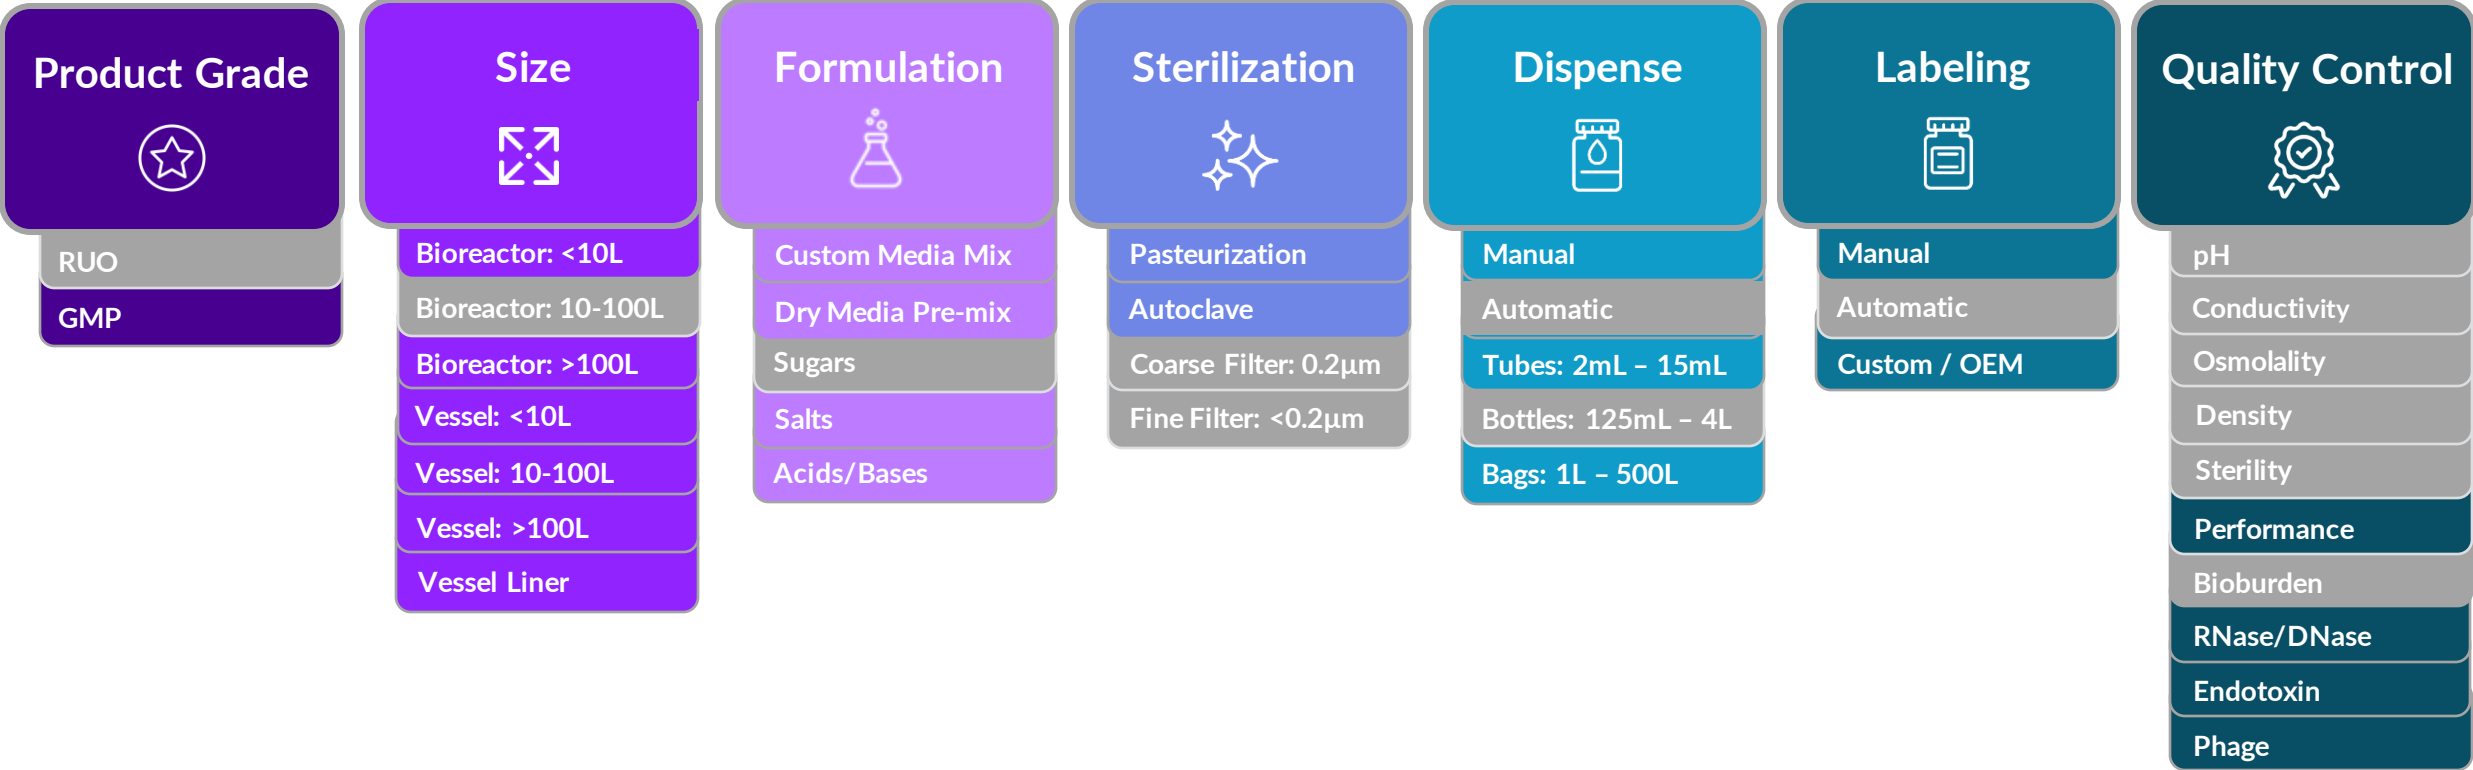 Product Grade
RUO
GMP
Size
Bioreactor: <10L
Bioreactor: 10-100L
Bioreactor: >100L
Vessel: <10L
Vessel: 10-100L
Vessel: >100L
Vessel Liner
Formulation
Custom Media Mix
Dry Media Pre-mix
Sugars
Salts
Acids/Bases
Sterilization
Pasteurization
Autoclave
Coarse Filter: 0.2µm
Fine Filter: <0.2µm
Dispense
Manual
Automatic
Tubes: 2mL – 15mL
Bottles: 125mL – 4L
Bags: 1L – 500L
Labeling
Manual
Automatic
Custom / OEM
Quality Control
pH
Conductivity
Osmolality
Density
Sterility
Performance
Bioburden
RNase/DNase
Endotoxin
Phage